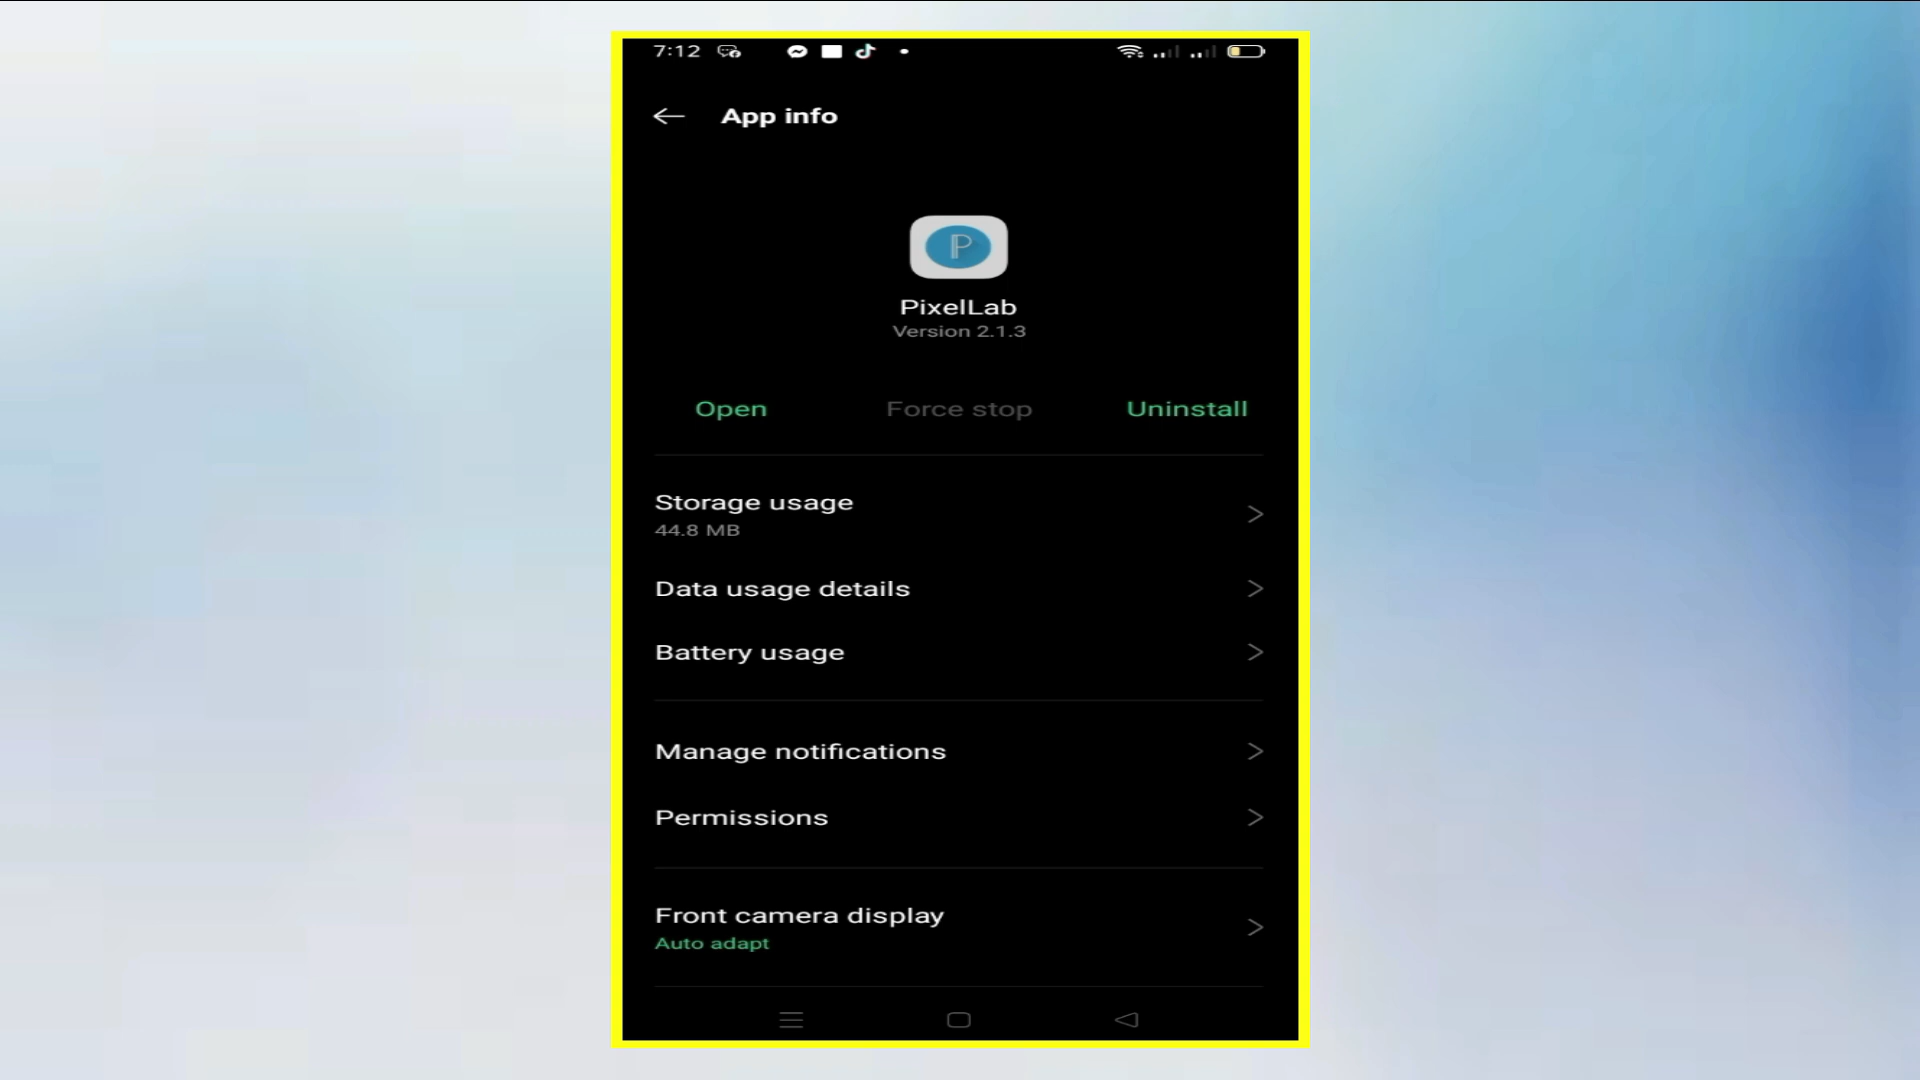 7:12
App info
P
PixelLab
Version 2.1.3
Open Force stop Uninstall
Storage usage
44.8 MB
Data usage details
Battery usage
Manage notifications
Permissions
Front camera display
Auto adapt